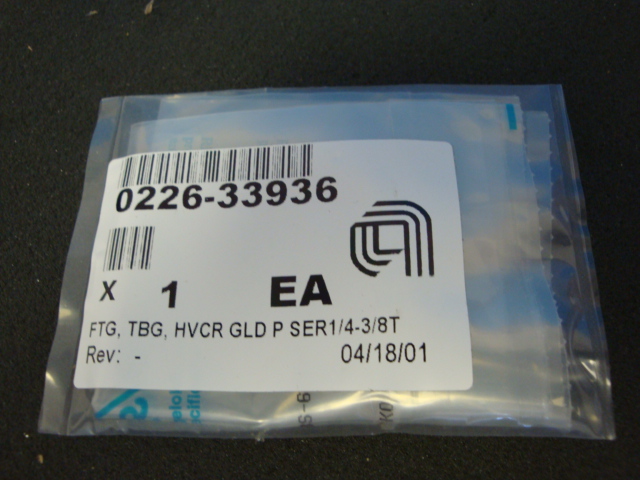 0226-33936
X 1 EA
FTG, TBG, HVCR GLD P SER1/4-3/8T
Rev: - 04/18/01